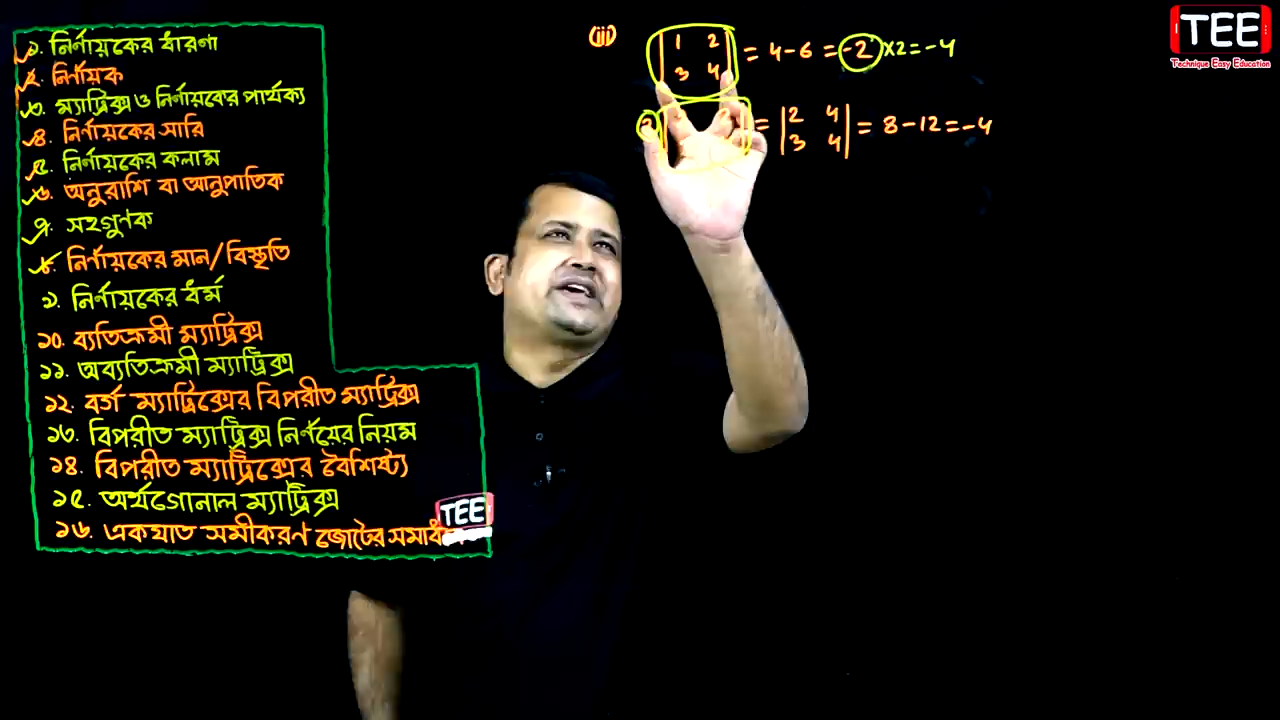 ১. নির্ণায়কের ধারণা
২. নির্ণায়ক
৩. ম্যাট্রিক্স ও নির্ণায়কের পার্থক্য
৪. নির্ণায়কের সারি
৫. নির্ণায়কের কলাম
৬. অনুরাশি বা আনুপাতিক
৭. সহগুণক
৮. নির্ণায়কের মান/বিস্তৃতি
৯. নির্ণায়কের ধর্ম
১০. ব্যতিক্রমী ম্যাট্রিক্স
১১. অব্যতিক্রমী ম্যাট্রিক্স
১২. বর্গ ম্যাট্রিক্সের বিপরীত ম্যাট্রিক্স
১৩. বিপরীত ম্যাট্রিক্স নির্ণয়ের নিয়ম
১৪. বিপরীত ম্যাট্রিক্সের বৈশিষ্ট্য
১৫. অর্থগোনাল ম্যাট্রিক্স
১৬. একঘাত সমীকরণ জোটের
(iii) |1 2
3 4| = 4-6 = -2 ×2=-4
2 | | = |2 4
3 4| = 8-12=-4
TEE
Technique Easy Education
TEE